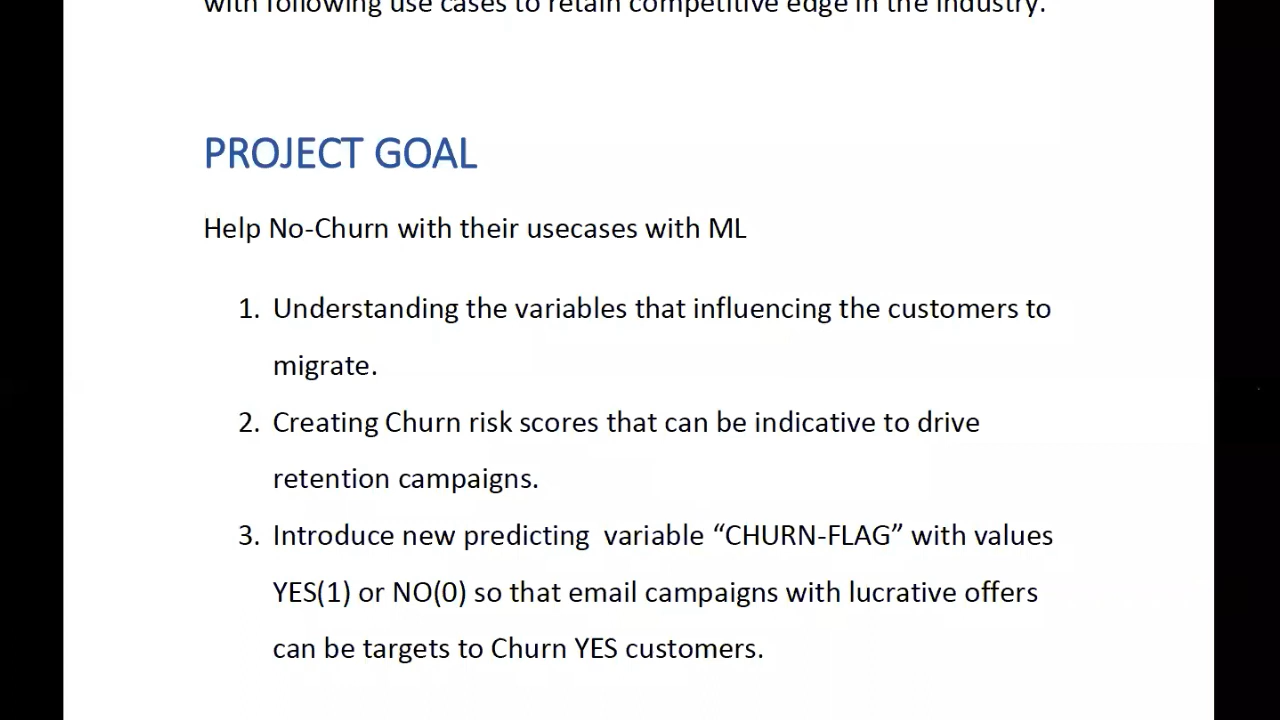 with following use cases to retain competitive edge in the industry.
PROJECT GOAL
Help No-Churn with their usecases with ML
1. Understanding the variables that influencing the customers to
migrate.
2. Creating Churn risk scores that can be indicative to drive
retention campaigns.
3. Introduce new predicting  variable “CHURN-FLAG” with values
YES(1) or NO(0) so that email campaigns with lucrative offers
can be targets to Churn YES customers.